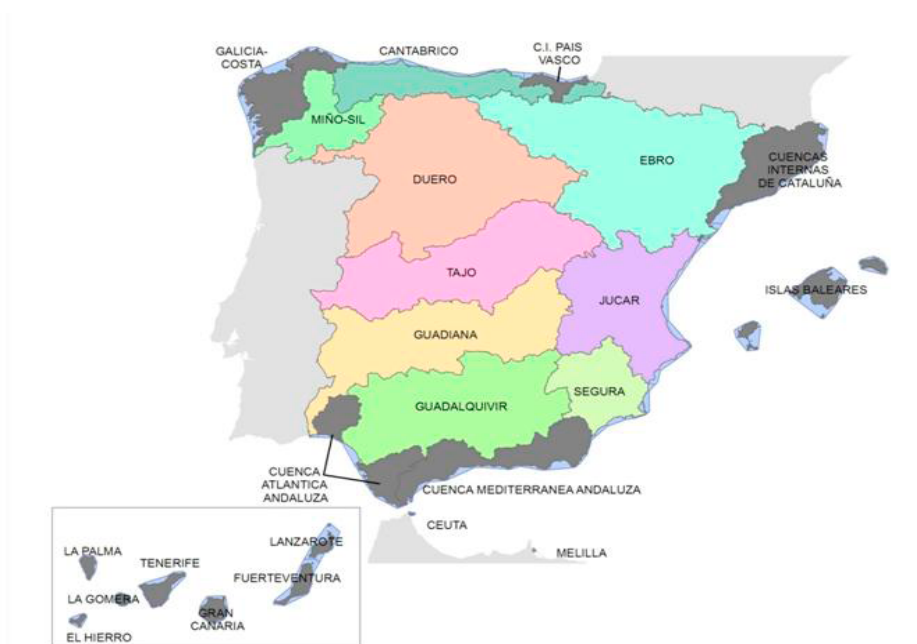 GALICIA-
COSTA
CANTABRICO
C.I. PAIS
VASCO
MIÑO-SIL
EBRO
CUENCAS
INTERNAS
DE CATALUÑA
DUERO
TAJO
ISLAS BALEARES
JUCAR
GUADIANA
SEGURA
GUADALQUIVIR
CUENCA
ATLANTICA
ANDALUZA
CUENCA MEDITERRANEA ANDALUZA
CEUTA
MELILLA
LANZAROTE
LA PALMA
TENERIFE
FUERTEVENTURA
LA GOMERA
GRAN
CANARIA
EL HIERRO